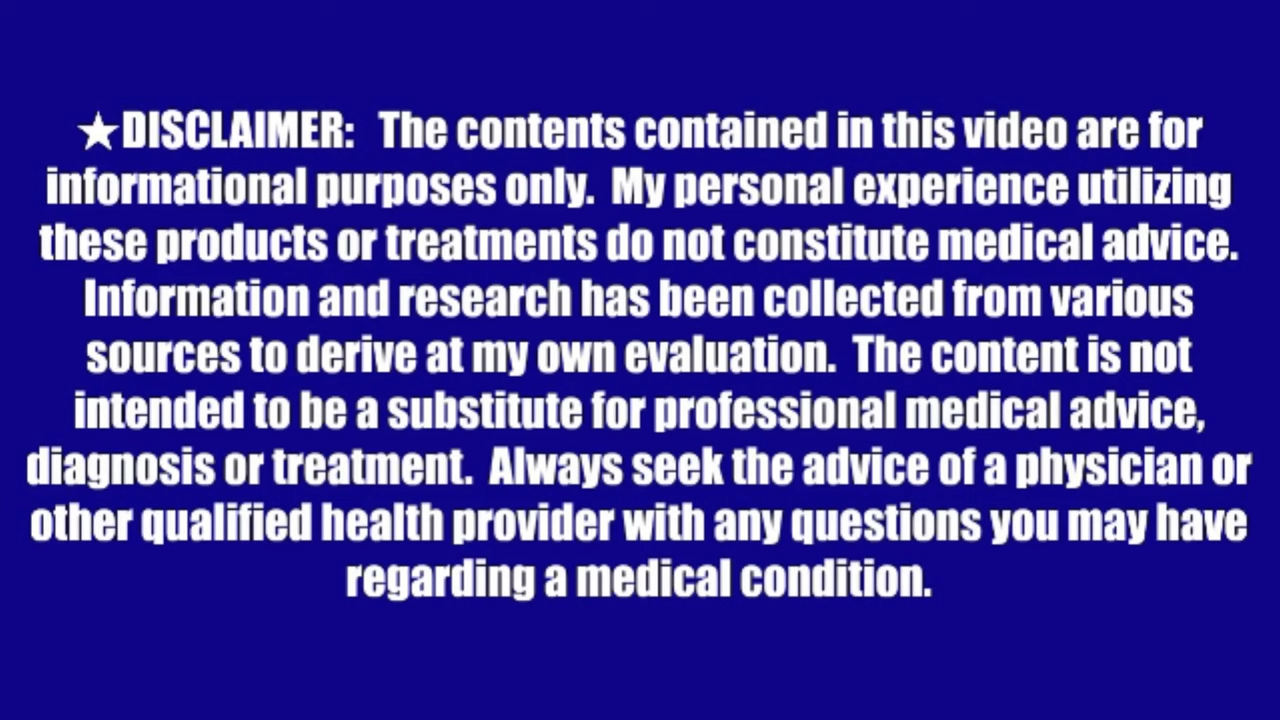 ★DISCLAIMER: The contents contained in this video are for
informational purposes only. My personal experience utilizing
these products or treatments do not constitute medical advice.
Information and research has been collected from various
sources to derive at my own evaluation. The content is not
intended to be a substitute for professional medical advice,
diagnosis or treatment. Always seek the advice of a physician or
other qualified health provider with any questions you may have
regarding a medical condition.